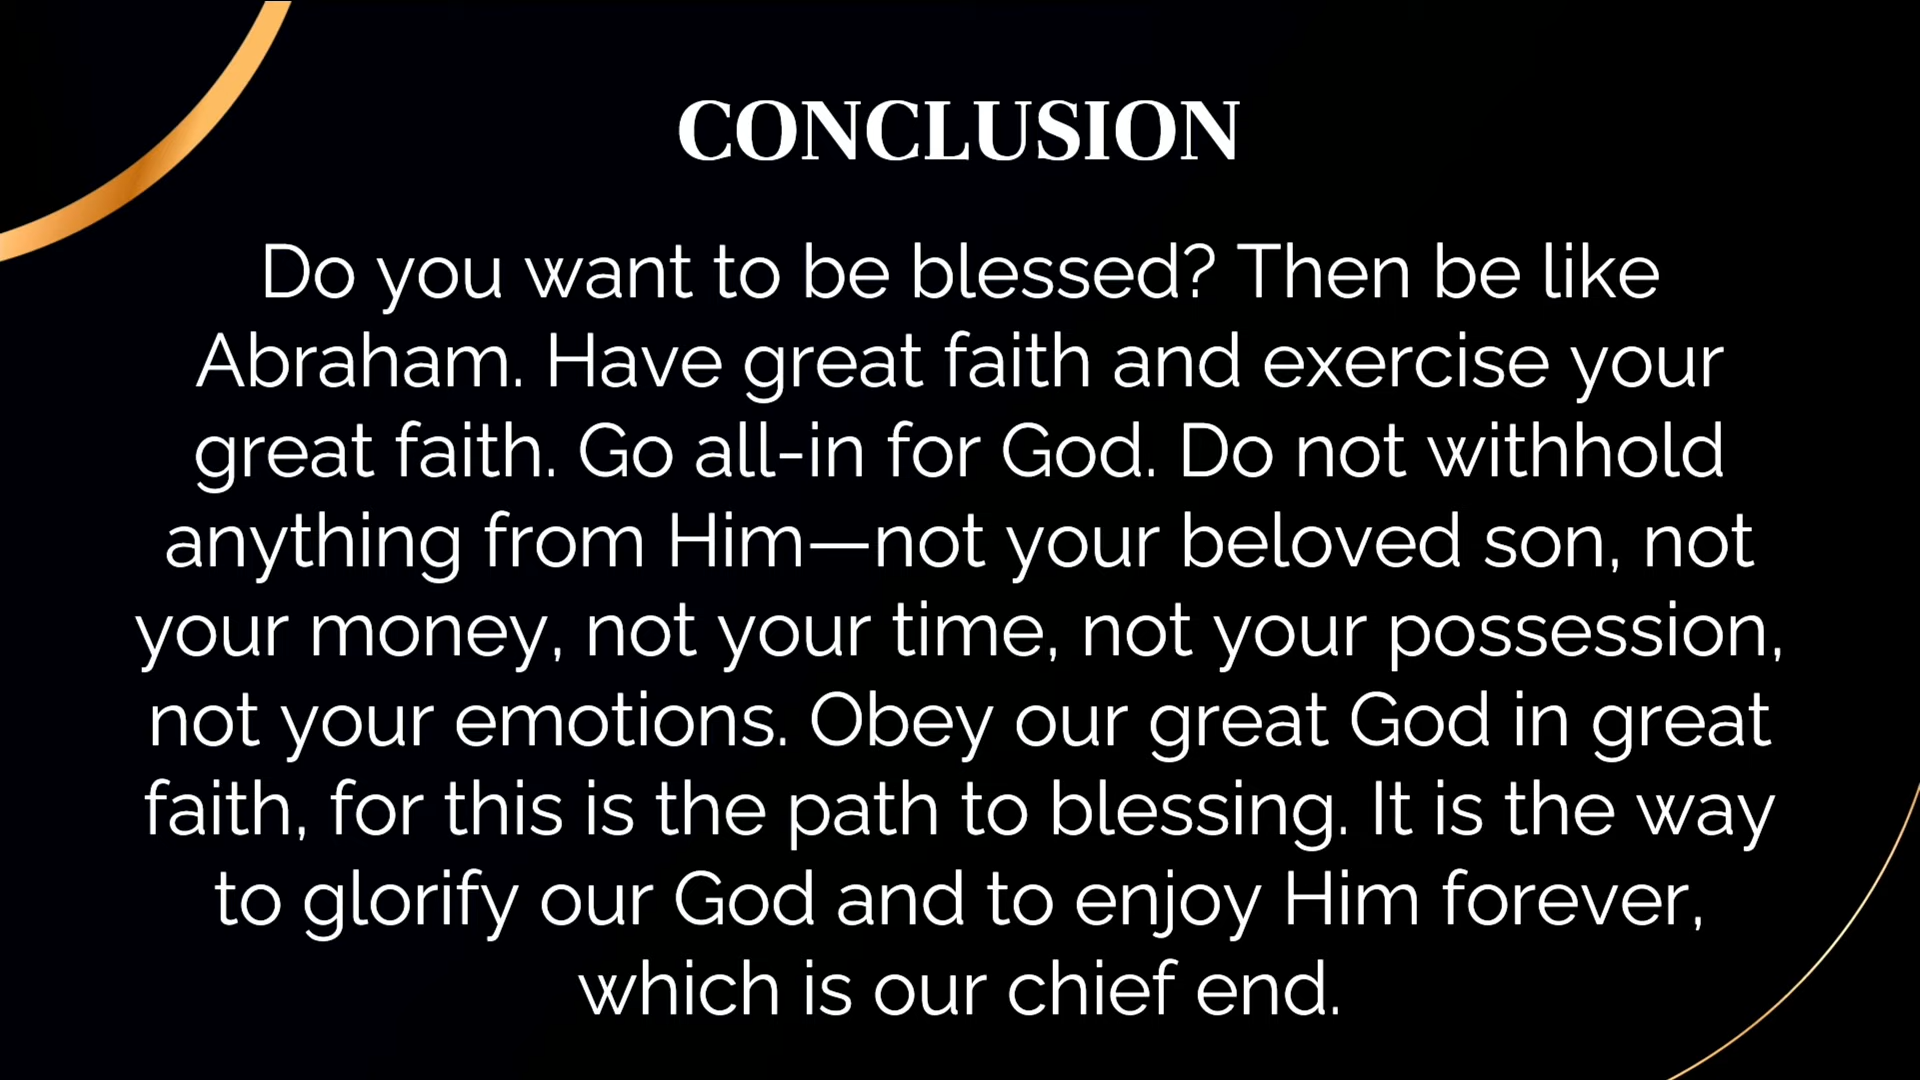 CONCLUSION
Do you want to be blessed? Then be like
Abraham. Have great faith and exercise your
great faith. Go all-in for God. Do not withhold
anything from Him—not your beloved son, not
your money, not your time, not your possession,
not your emotions. Obey our great God in great
faith, for this is the path to blessing. It is the way
to glorify our God and to enjoy Him forever,
which is our chief end.